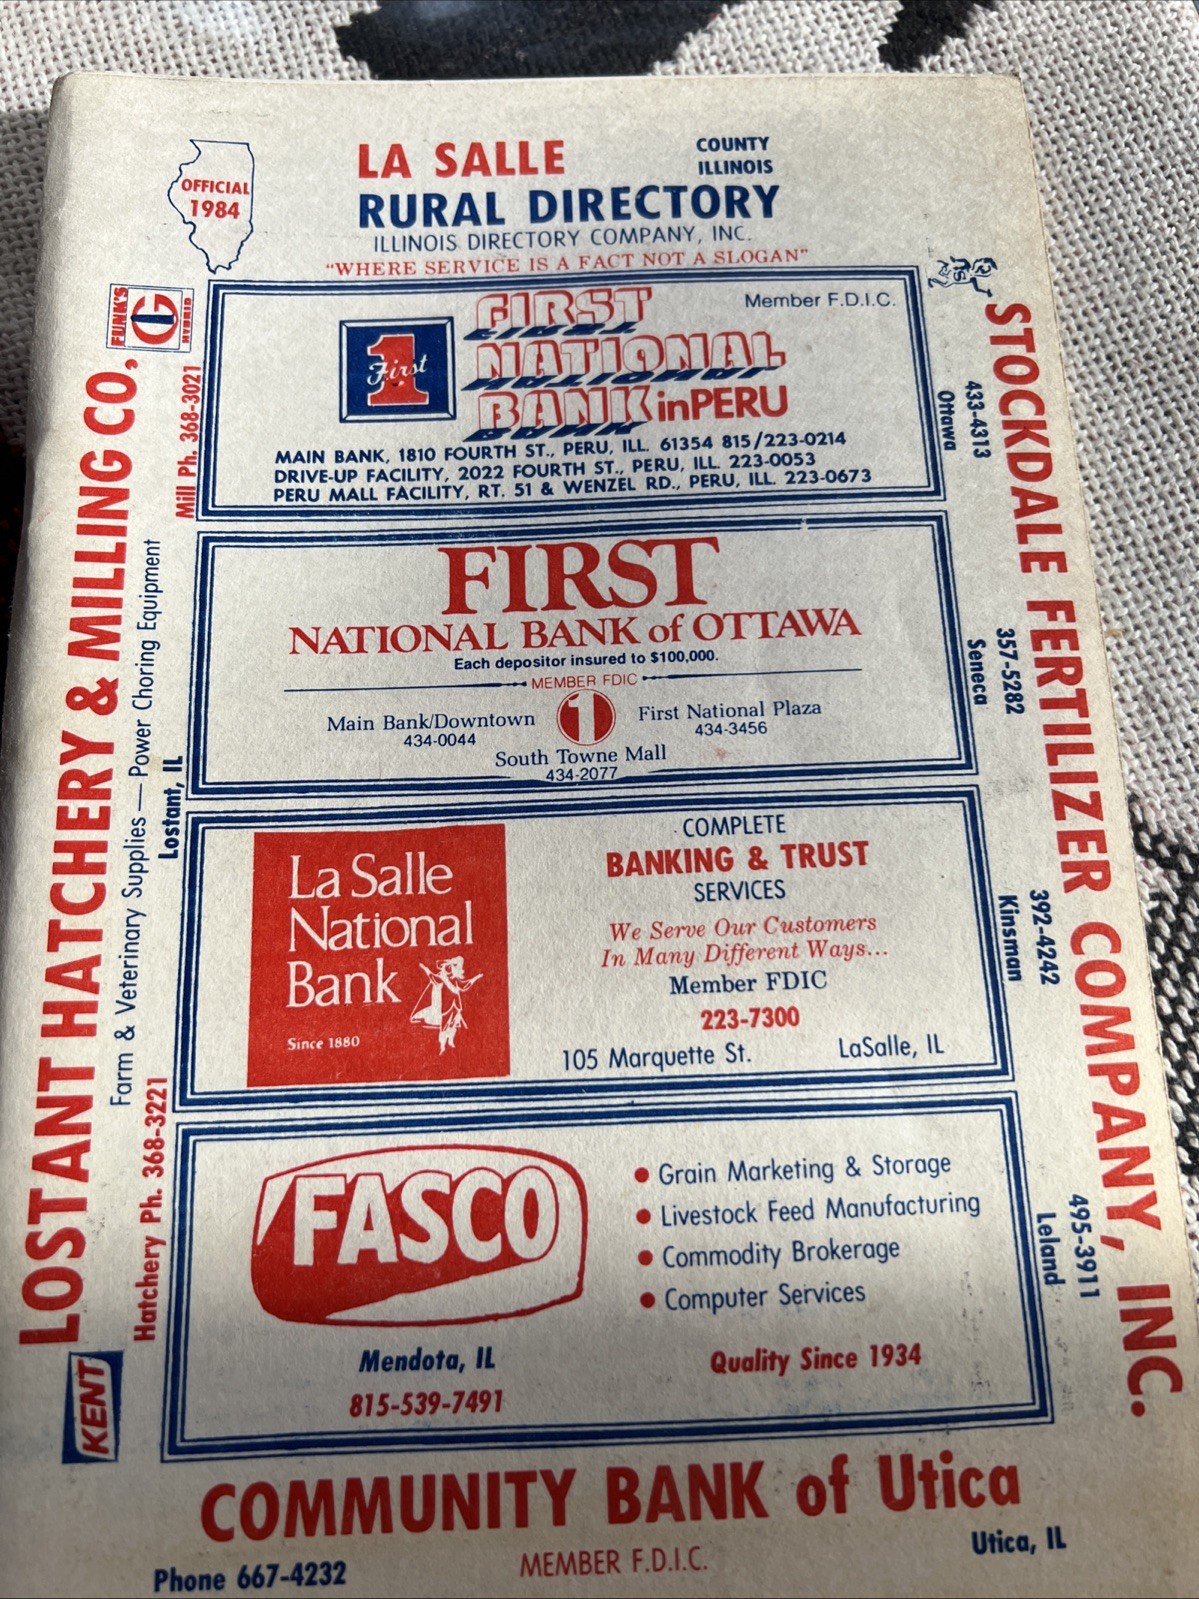 OFFICIAL
1984
LA SALLE
COUNTY
ILLINOIS
RURAL DIRECTORY
ILLINOIS DIRECTORY COMPANY, INC.
"WHERE SERVICE IS A FACT NOT A SLOGAN"
FUNK'S
G
HYBRID
LOSTANT HATCHERY & MILLING CO.
Mill Ph. 368-3021
Farm & Veterinary Supplies — Power Choring Equipment
Lostant, IL
Hatchery Ph. 368-3221
KENT
1
First
FIRST
NATIONAL
BANK in PERU
Member F.D.I.C.
MAIN BANK, 1810 FOURTH ST., PERU, ILL. 61354 815/223-0214
DRIVE-UP FACILITY, 2022 FOURTH ST., PERU, ILL. 223-0053
PERU MALL FACILITY, RT. 51 & WENZEL RD., PERU, ILL. 223-0673
FIRST
NATIONAL BANK of OTTAWA
Each depositor insured to $100,000.
MEMBER FDIC
Main Bank/Downtown
434-0044
1
First National Plaza
434-3456
South Towne Mall
434-2077
La Salle
National
Bank
Since 1880
COMPLETE
BANKING & TRUST
SERVICES
We Serve Our Customers
In Many Different Ways...
Member FDIC
223-7300
105 Marquette St.
LaSalle, IL
'FASCO
Mendota, IL
815-539-7491
• Grain Marketing & Storage
• Livestock Feed Manufacturing
• Commodity Brokerage
• Computer Services
Quality Since 1934
STOCKDALE FERTILIZER COMPANY, INC.
433-4313
Ottawa
357-5282
Seneca
392-4242
Kinsman
495-3911
Leland
COMMUNITY BANK of Utica
Phone 667-4232
MEMBER F.D.I.C.
Utica, IL